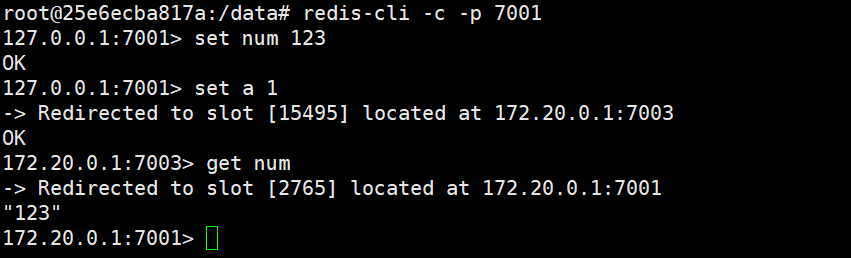 root@25e6ecba817a:/data# redis-cli -c -p 7001
127.0.0.1:7001> set num 123
OK
127.0.0.1:7001> set a 1
-> Redirected to slot [15495] located at 172.20.0.1:7003
OK
172.20.0.1:7003> get num
-> Redirected to slot [2765] located at 172.20.0.1:7001
"123"
172.20.0.1:7001>